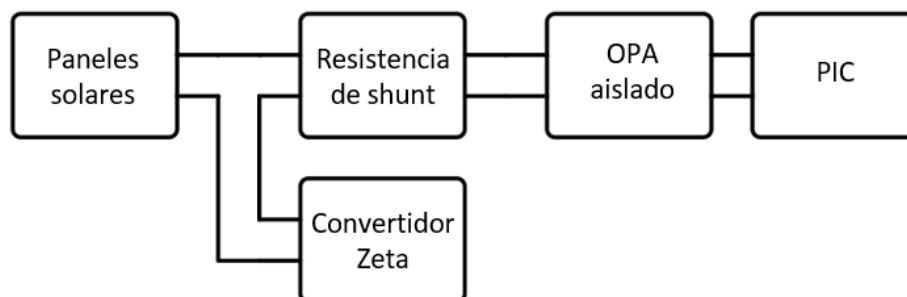 Paneles
solares
Resistencia
de shunt
OPA
aislado
PIC
Convertidor
Zeta